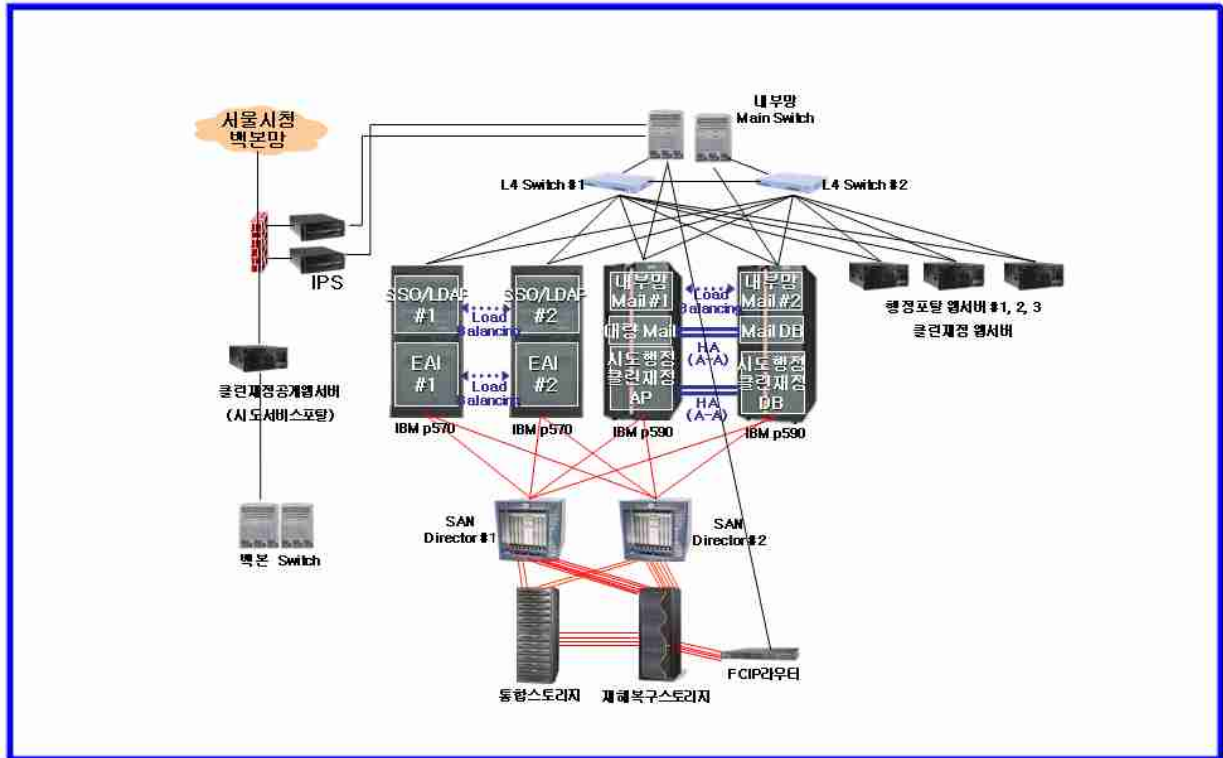 서울시청
백본망
내부망
Main Switch
L4 Switch #1
L4 Switch #2
IPS
SSO/LDAP
#1
Load
Balancing
SSO/LDAP
#2
내부망
Mail #1
Load
Balancing
내부망
Mail #2
행정포탈 웹서버 #1, 2, 3
클린재정 웹서버
대량 Mail
HA
(A-A)
Mail DB
EAI
#1
Load
Balancing
EAI
#2
시도행정
클린재정
AP
HA
(A-A)
시도행정
클린재정
DB
클린재정공개웹서버
(시도서비스포탈)
IBM p570
IBM p570
IBM p590
IBM p590
백본 Switch
SAN
Director#1
SAN
Director#2
통합스토리지
재해복구스토리지
FCIP라우터